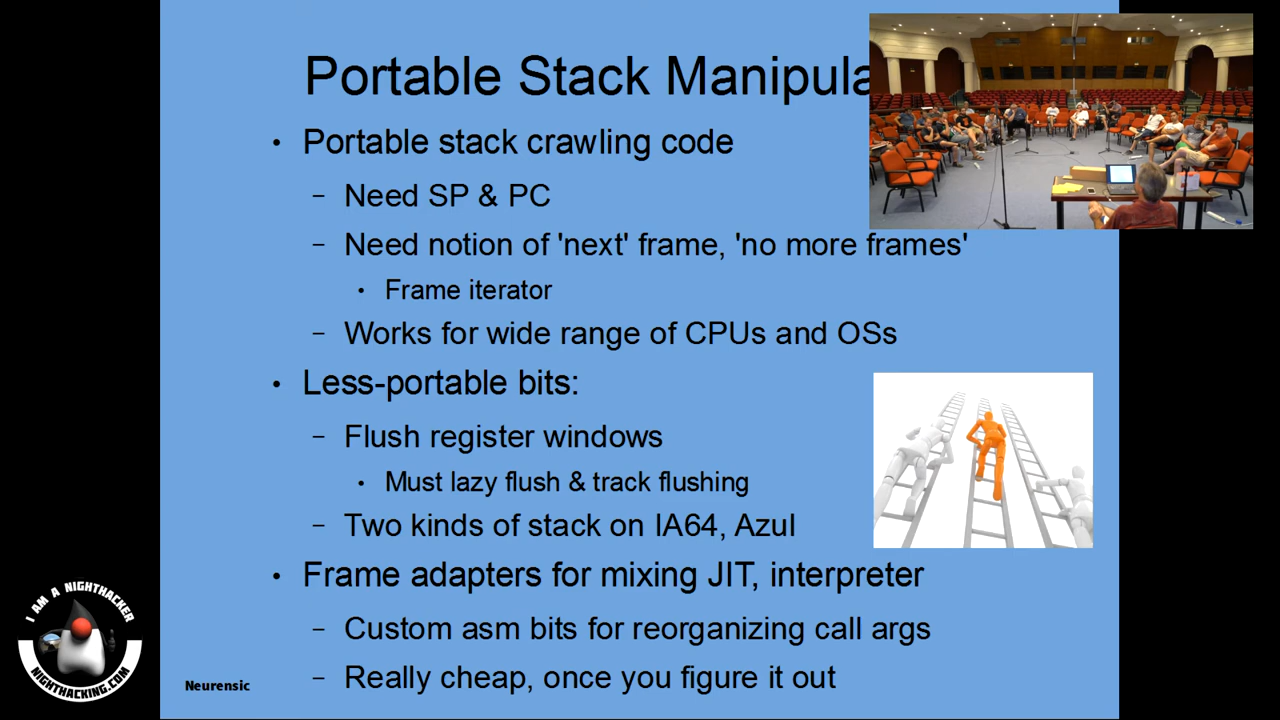 Portable Stack Manipula
• Portable stack crawling code
– Need SP & PC
– Need notion of 'next' frame, 'no more frames'
• Frame iterator
– Works for wide range of CPUs and OSs
• Less-portable bits:
– Flush register windows
• Must lazy flush & track flushing
– Two kinds of stack on IA64, Azul
• Frame adapters for mixing JIT, interpreter
– Custom asm bits for reorganizing call args
– Really cheap, once you figure it out
Neurensic
I AM A NIGHTHACKER
NIGHTHACKING.COM